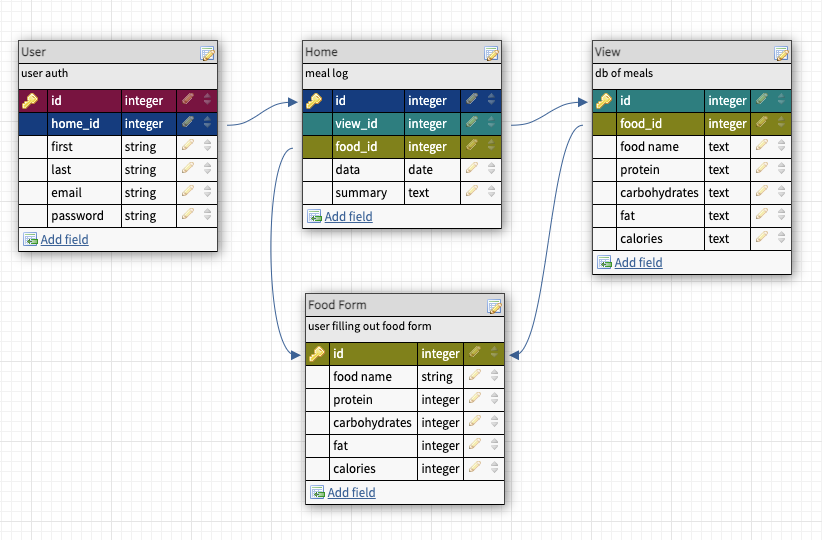 User
user auth
id integer
home_id integer
first string
last string
email string
password string
Add field
Home
meal log
id integer
view_id integer
food_id integer
data date
summary text
Add field
View
db of meals
id integer
food_id integer
food name text
protein text
carbohydrates text
fat text
calories text
Add field
Food Form
user filling out food form
id integer
food name string
protein integer
carbohydrates integer
fat integer
calories integer
Add field